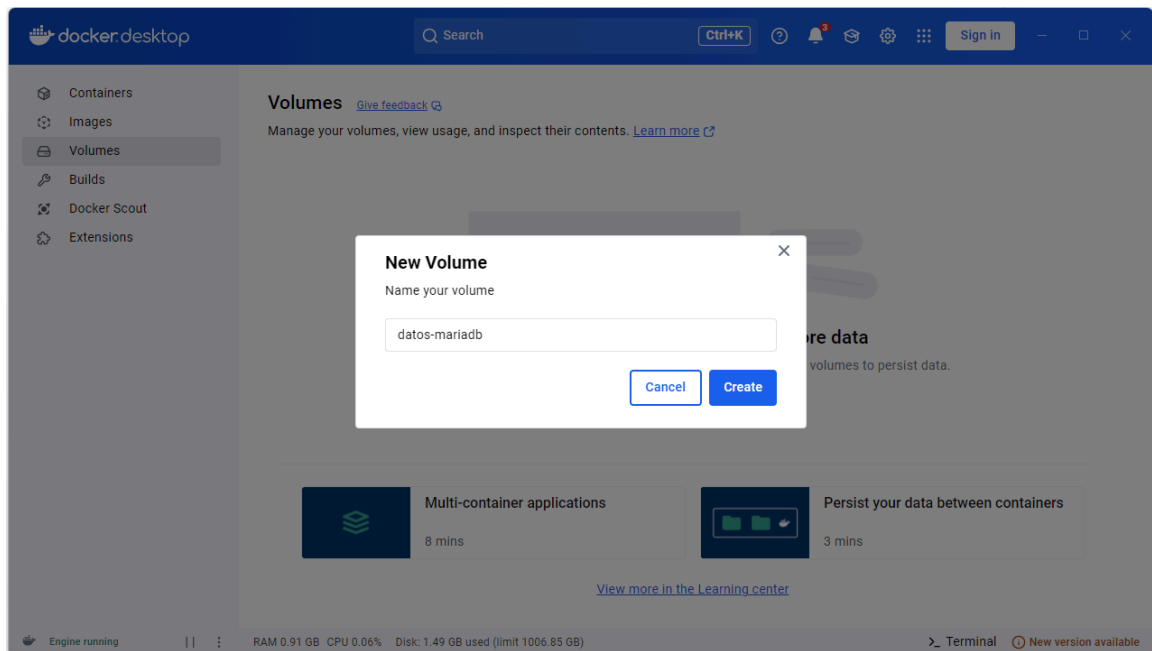 docker.desktop
Search
Ctrl+K
3
Sign in
Containers
Images
Volumes
Builds
Docker Scout
Extensions
Volumes Give feedback
Manage your volumes, view usage, and inspect their contents. Learn more
New Volume
Name your volume
datos-mariadb
Cancel
Create
re data
volumes to persist data.
Multi-container applications
8 mins
Persist your data between containers
3 mins
View more in the Learning center
Engine running
RAM 0.91 GB CPU 0.06% Disk: 1.49 GB used (limit 1006.85 GB)
Terminal
New version available